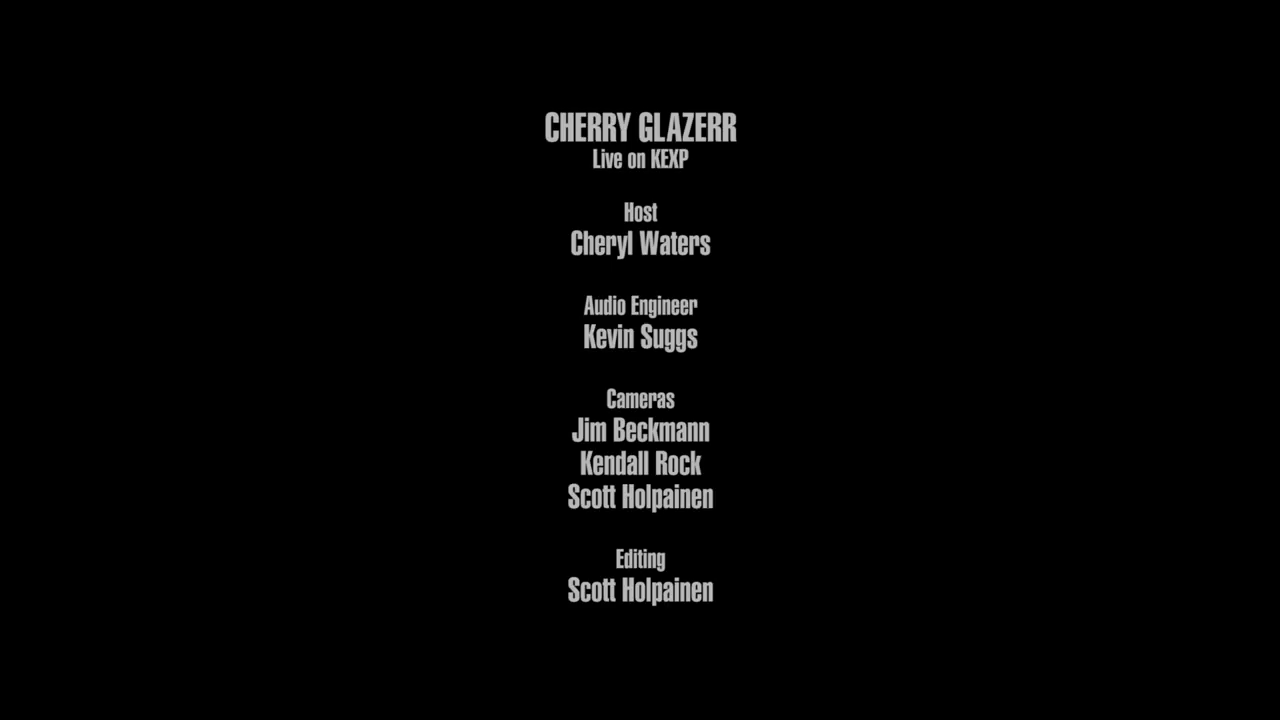 CHERRY GLAZERR
Live on KEXP
Host
Cheryl Waters
Audio Engineer
Kevin Suggs
Cameras
Jim Beckmann
Kendall Rock
Scott Holpainen
Editing
Scott Holpainen